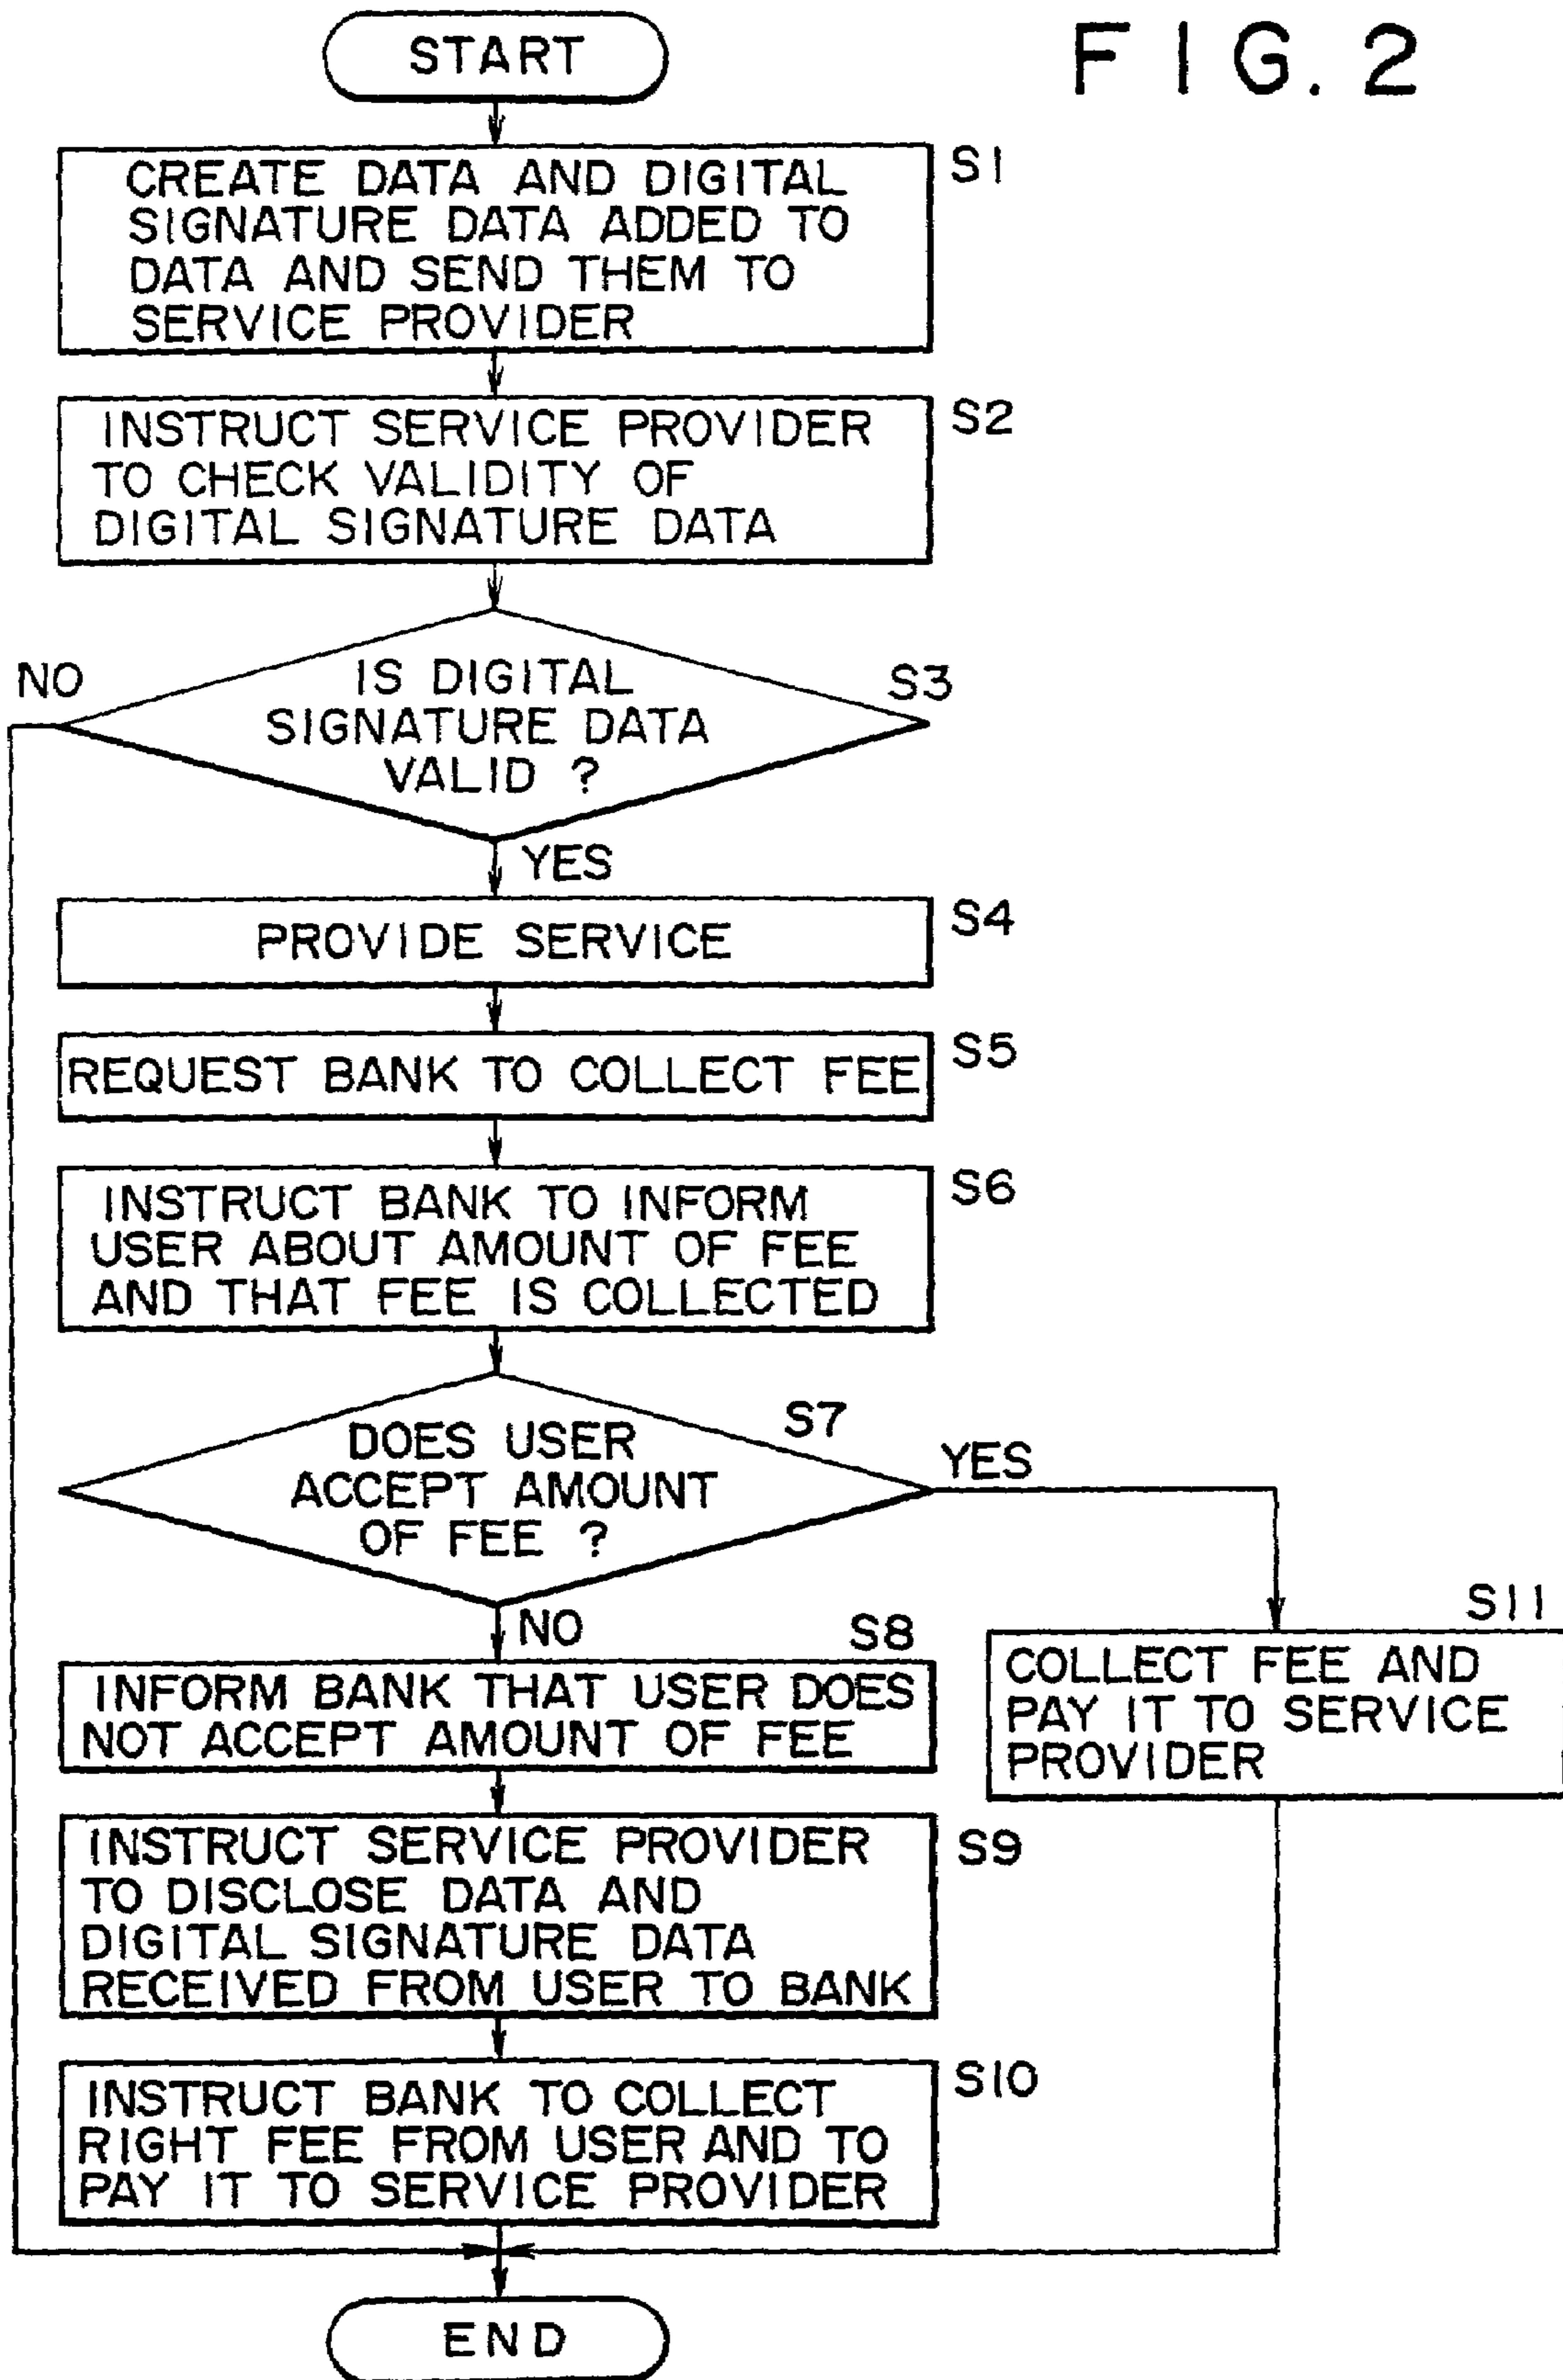 START
FIG. 2
CREATE DATA AND DIGITAL
SIGNATURE DATA ADDED TO
DATA AND SEND THEM TO
SERVICE PROVIDER
S1
INSTRUCT SERVICE PROVIDER
TO CHECK VALIDITY OF
DIGITAL SIGNATURE DATA
S2
NO
IS DIGITAL
SIGNATURE DATA
VALID ?
S3
YES
PROVIDE SERVICE
S4
REQUEST BANK TO COLLECT FEE
S5
INSTRUCT BANK TO INFORM
USER ABOUT AMOUNT OF FEE
AND THAT FEE IS COLLECTED
S6
DOES USER
ACCEPT AMOUNT
OF FEE ?
S7
YES
NO
S8
INFORM BANK THAT USER DOES
NOT ACCEPT AMOUNT OF FEE
S11
COLLECT FEE AND
PAY IT TO SERVICE
PROVIDER
INSTRUCT SERVICE PROVIDER
TO DISCLOSE DATA AND
DIGITAL SIGNATURE DATA
RECEIVED FROM USER TO BANK
S9
INSTRUCT BANK TO COLLECT
RIGHT FEE FROM USER AND TO
PAY IT TO SERVICE PROVIDER
S10
END